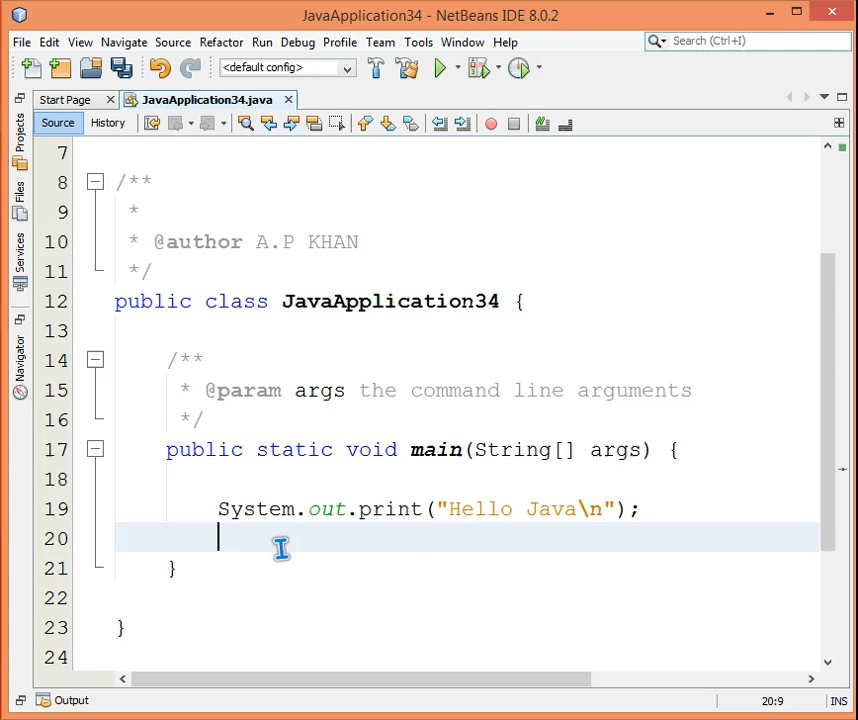 JavaApplication34 - NetBeans IDE 8.0.2
File Edit View Navigate Source Refactor Run Debug Profile Team Tools Window Help
Search (Ctrl+I)
<default config>
Start Page
JavaApplication34.java
Source History
Projects
Files
Services
Navigator
7
8 /**
9 *
10 * @author A.P KHAN
11 */
12 public class JavaApplication34 {
13
14 /**
15 * @param args the command line arguments
16 */
17 public static void main(String[] args) {
18
19 System.out.print("Hello Java\n");
20
21 }
22
23 }
24
Output
20:9 INS